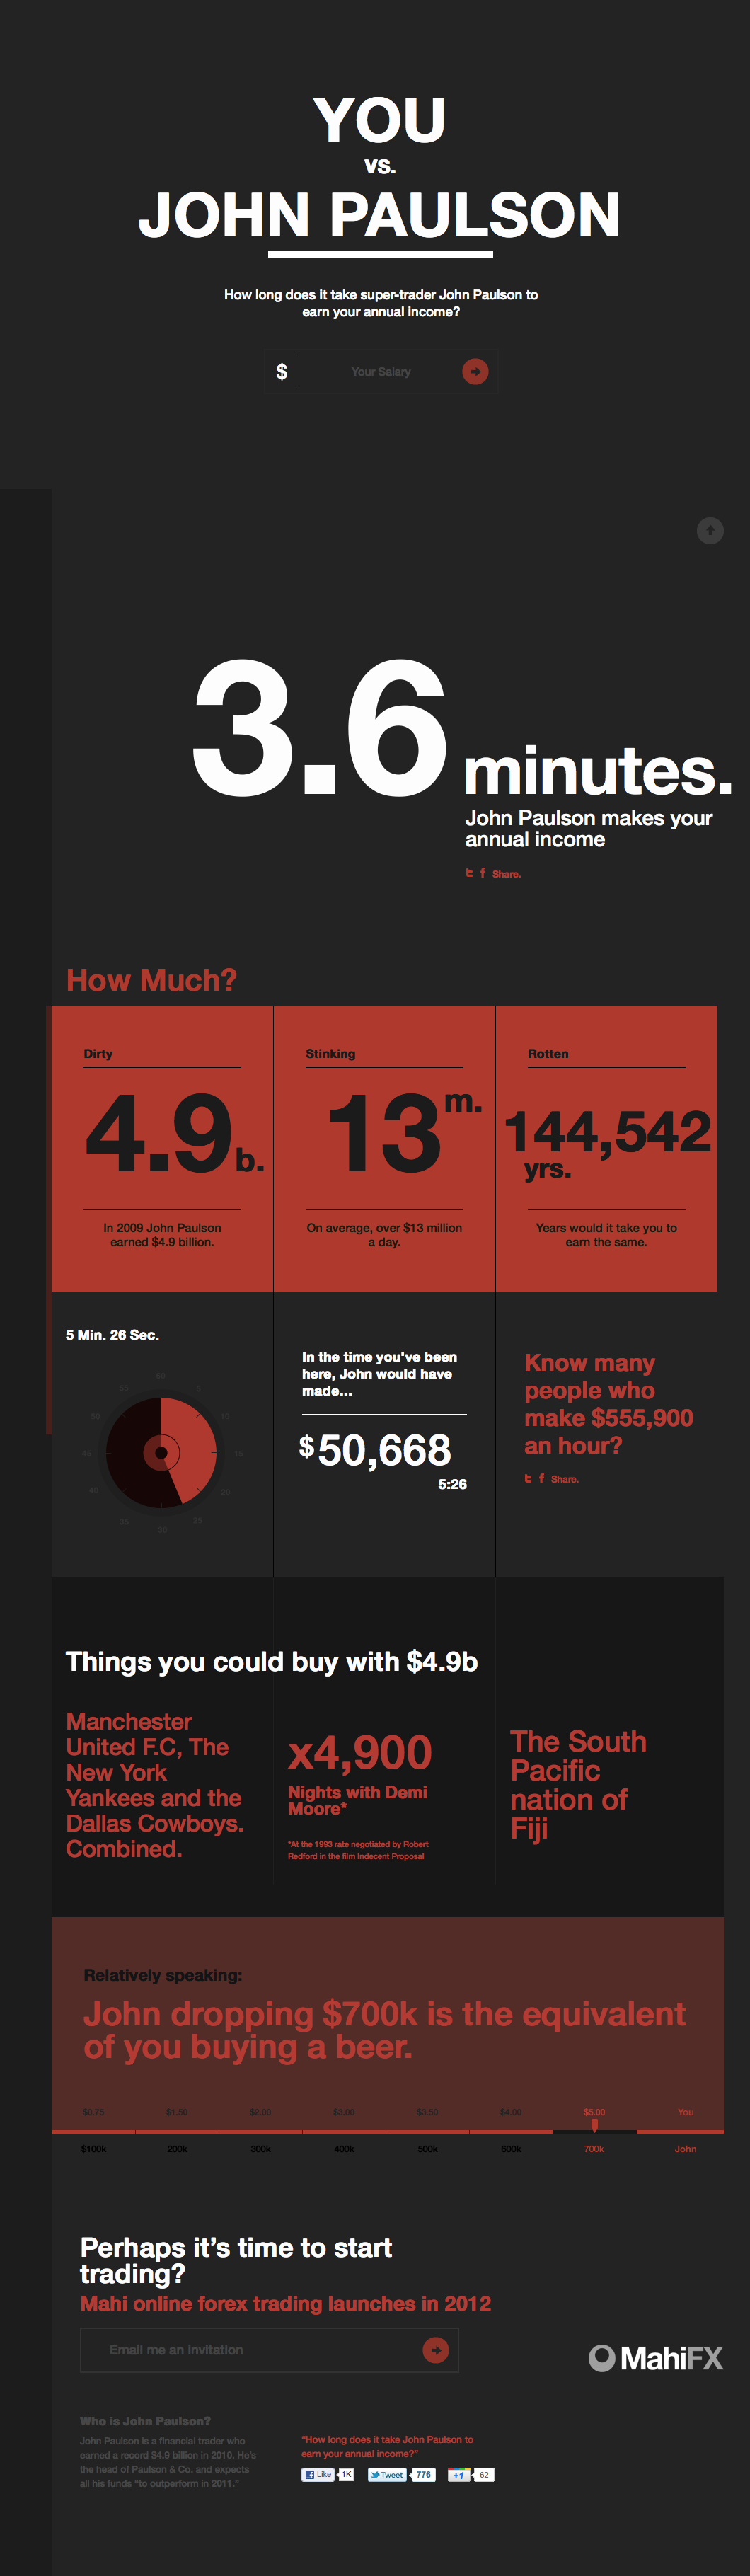 YOU
vs.
JOHN PAULSON
How long does it take super-trader John Paulson to
earn your annual income?
$
Your Salary
3.6
minutes.
John Paulson makes your
annual income
Share.
How Much?
Dirty
4.9 b.
In 2009 John Paulson
earned $4.9 billion.
Stinking
13 m.
On average, over $13 million
a day.
Rotten
144,542
yrs.
Years would it take you to
earn the same.
5 Min. 26 Sec.
60
5
10
15
20
25
30
In the time you've been
here, John would have
made...
$50,668
5:26
Know many
people who
make $555,900
an hour?
Share.
Things you could buy with $4.9b
Manchester
United F.C, The
New York
Yankees and the
Dallas Cowboys.
Combined.
x4,900
Nights with Demi
Moore*
*At the 1993 rate negotiated by Robert
Redford in the film Indecent Proposal
The South
Pacific
nation of
Fiji
Relatively speaking:
John dropping $700k is the equivalent
of you buying a beer.
$0.75 $1.50 $2.00 $3.00 $3.50 $4.00 $5.00 You
$100k 200k 300k 400k 500k 600k 700k John
Perhaps it's time to start
trading?
Mahi online forex trading launches in 2012
Email me an invitation
MahiFX
Who is John Paulson?
John Paulson is a financial trader who
earned a record $4.9 billion in 2010. He's
the head of Paulson & Co. and expects
all his funds "to outperform in 2011."
"How long does it take John Paulson to
earn your annual income?"
Like 1K Tweet 776 +1 62